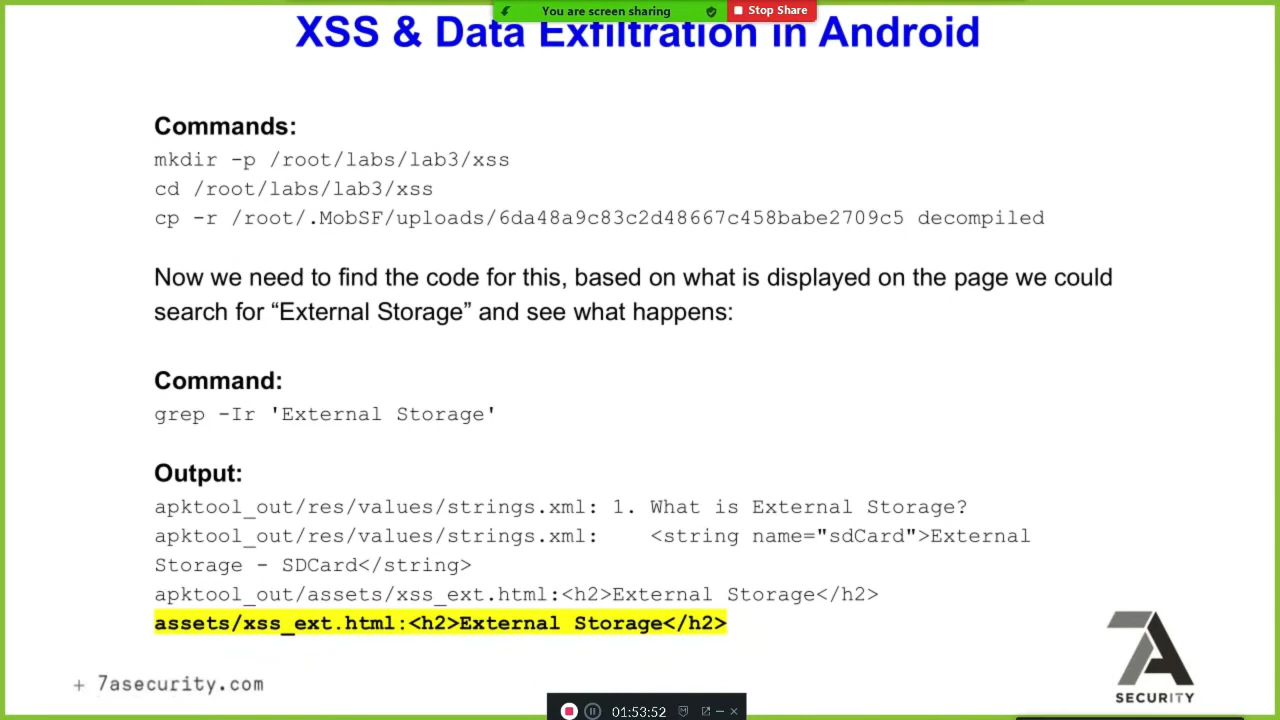 You are screen sharing
Stop Share
XSS & Data Exfiltration in Android
Commands:
mkdir -p /root/labs/lab3/xss
cd /root/labs/lab3/xss
cp -r /root/.MobSF/uploads/6da48a9c83c2d48667c458babe2709c5 decompiled
Now we need to find the code for this, based on what is displayed on the page we could
search for “External Storage” and see what happens:
Command:
grep -Ir 'External Storage'
Output:
apktool_out/res/values/strings.xml: 1. What is External Storage?
apktool_out/res/values/strings.xml:    <string name="sdCard">External
Storage - SDCard</string>
apktool_out/assets/xss_ext.html:<h2>External Storage</h2>
assets/xss_ext.html:<h2>External Storage</h2>
+ 7asecurity.com
7A
SECURITY
01:53:52